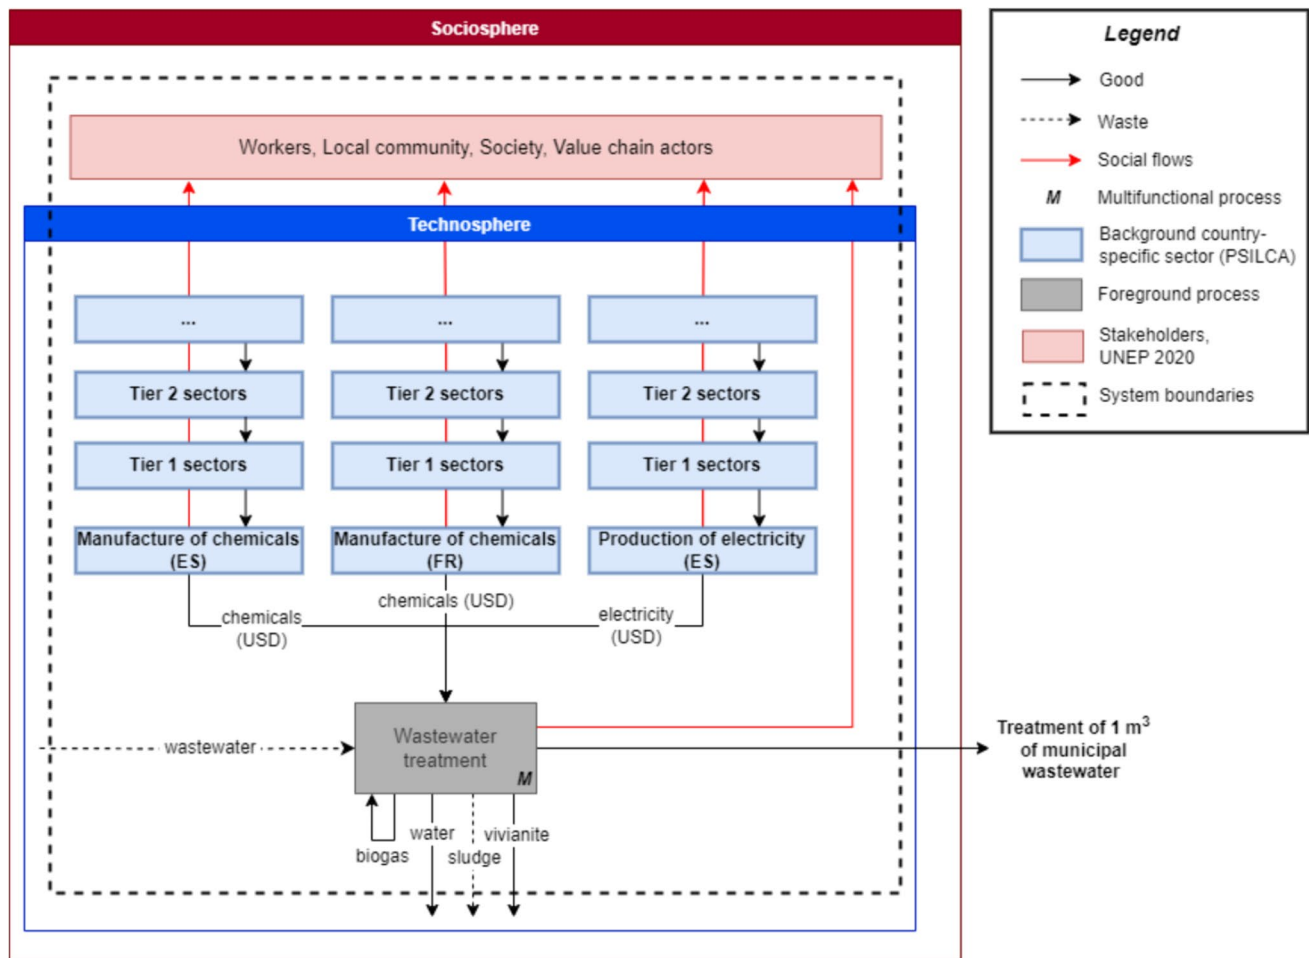 Sociosphere
Workers, Local community, Society, Value chain actors
Technosphere
...
...
...
Tier 2 sectors
Tier 2 sectors
Tier 2 sectors
Tier 1 sectors
Tier 1 sectors
Tier 1 sectors
Manufacture of chemicals
(ES)
Manufacture of chemicals
(FR)
Production of electricity
(ES)
chemicals
(USD)
chemicals (USD)
electricity
(USD)
wastewater
Wastewater
treatment
M
biogas
water
sludge
vivianite
Treatment of 1 m³
of municipal
wastewater
Legend
Good
Waste
Social flows
M
Multifunctional process
Background country-
specific sector (PSILCA)
Foreground process
Stakeholders,
UNEP 2020
System boundaries